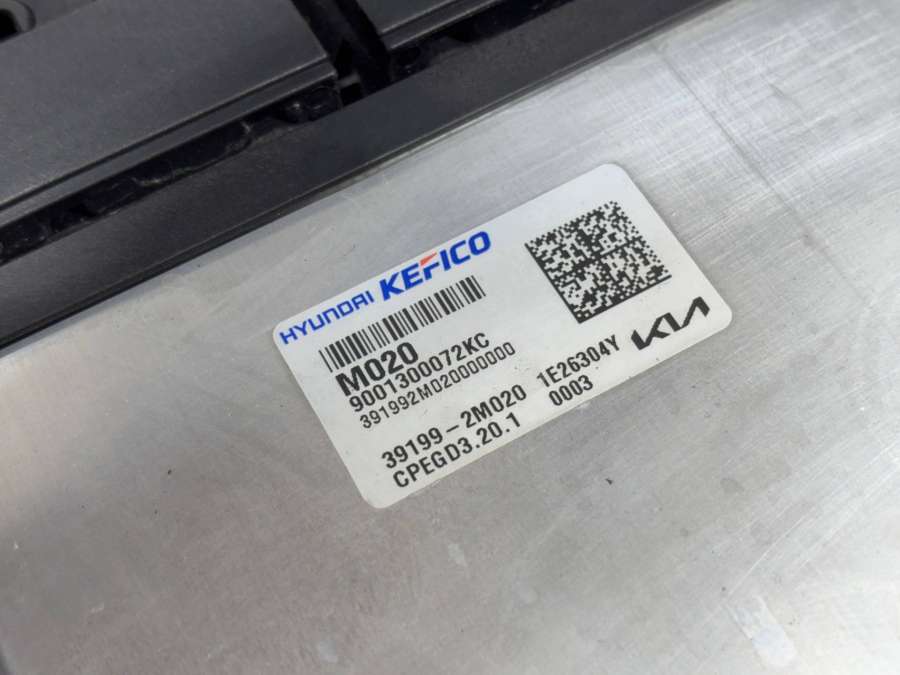 HYUNDAI KEFICO
M020
9001300072KC
391992M020000000
39199-2M020 1E26304Y
CPEGD3.20.1 0003
KIA